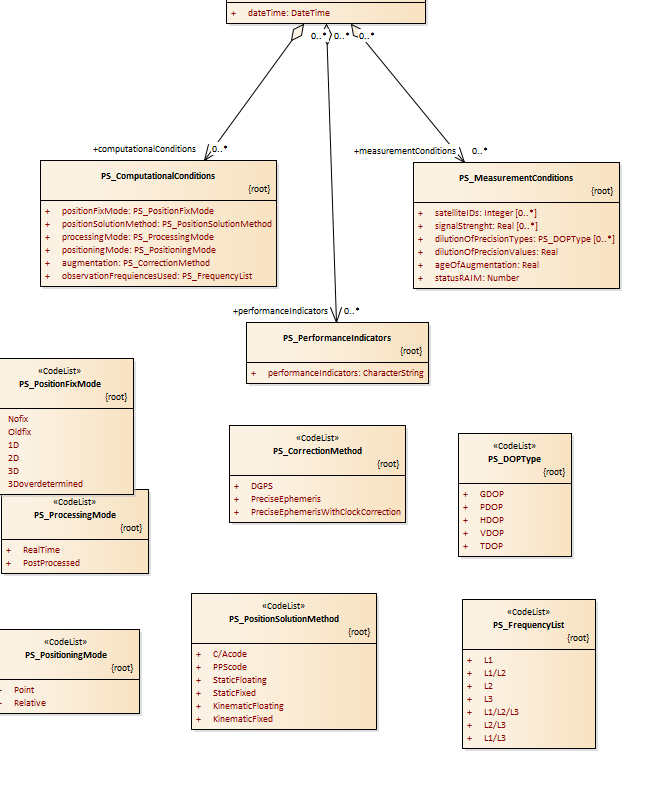 + dateTime: DateTime
0..* 0..* 0..*
+computationalConditions 0..*
+measurementConditions 0..*
PS_ComputationalConditions
{root}
+ positionFixMode: PS_PositionFixMode
+ positionSolutionMethod: PS_PositionSolutionMethod
+ processingMode: PS_ProcessingMode
+ positioningMode: PS_PositioningMode
+ augmentation: PS_CorrectionMethod
+ observationFrequiencesUsed: PS_FrequencyList
PS_MeasurementConditions
{root}
+ satelliteIDs: Integer [0..*]
+ signalStrenght: Real [0..*]
+ dilutionOfPrecisionTypes: PS_DOPType [0..*]
+ dilutionOfPrecisionValues: Real
+ ageOfAugmentation: Real
+ statusRAIM: Number
+performanceIndicators 0..*
PS_PerformanceIndicators
{root}
+ performanceIndicators: CharacterString
«CodeList»
PS_PositionFixMode
{root}
Nofix
Oldfix
1D
2D
3D
3Doverdetermined
«CodeList»
PS_ProcessingMode
{root}
+ RealTime
+ PostProcessed
«CodeList»
PS_CorrectionMethod
{root}
+ DGPS
+ PreciseEphemeris
+ PreciseEphemerisWithClockCorrection
«CodeList»
PS_DOPType
{root}
+ GDOP
+ PDOP
+ HDOP
+ VDOP
+ TDOP
«CodeList»
PS_PositioningMode
{root}
+ Point
+ Relative
«CodeList»
PS_PositionSolutionMethod
{root}
+ C/Acode
+ PPScode
+ StaticFloating
+ StaticFixed
+ KinematicFloating
+ KinematicFixed
«CodeList»
PS_FrequencyList
{root}
+ L1
+ L1/L2
+ L2
+ L3
+ L1/L2/L3
+ L2/L3
+ L1/L3